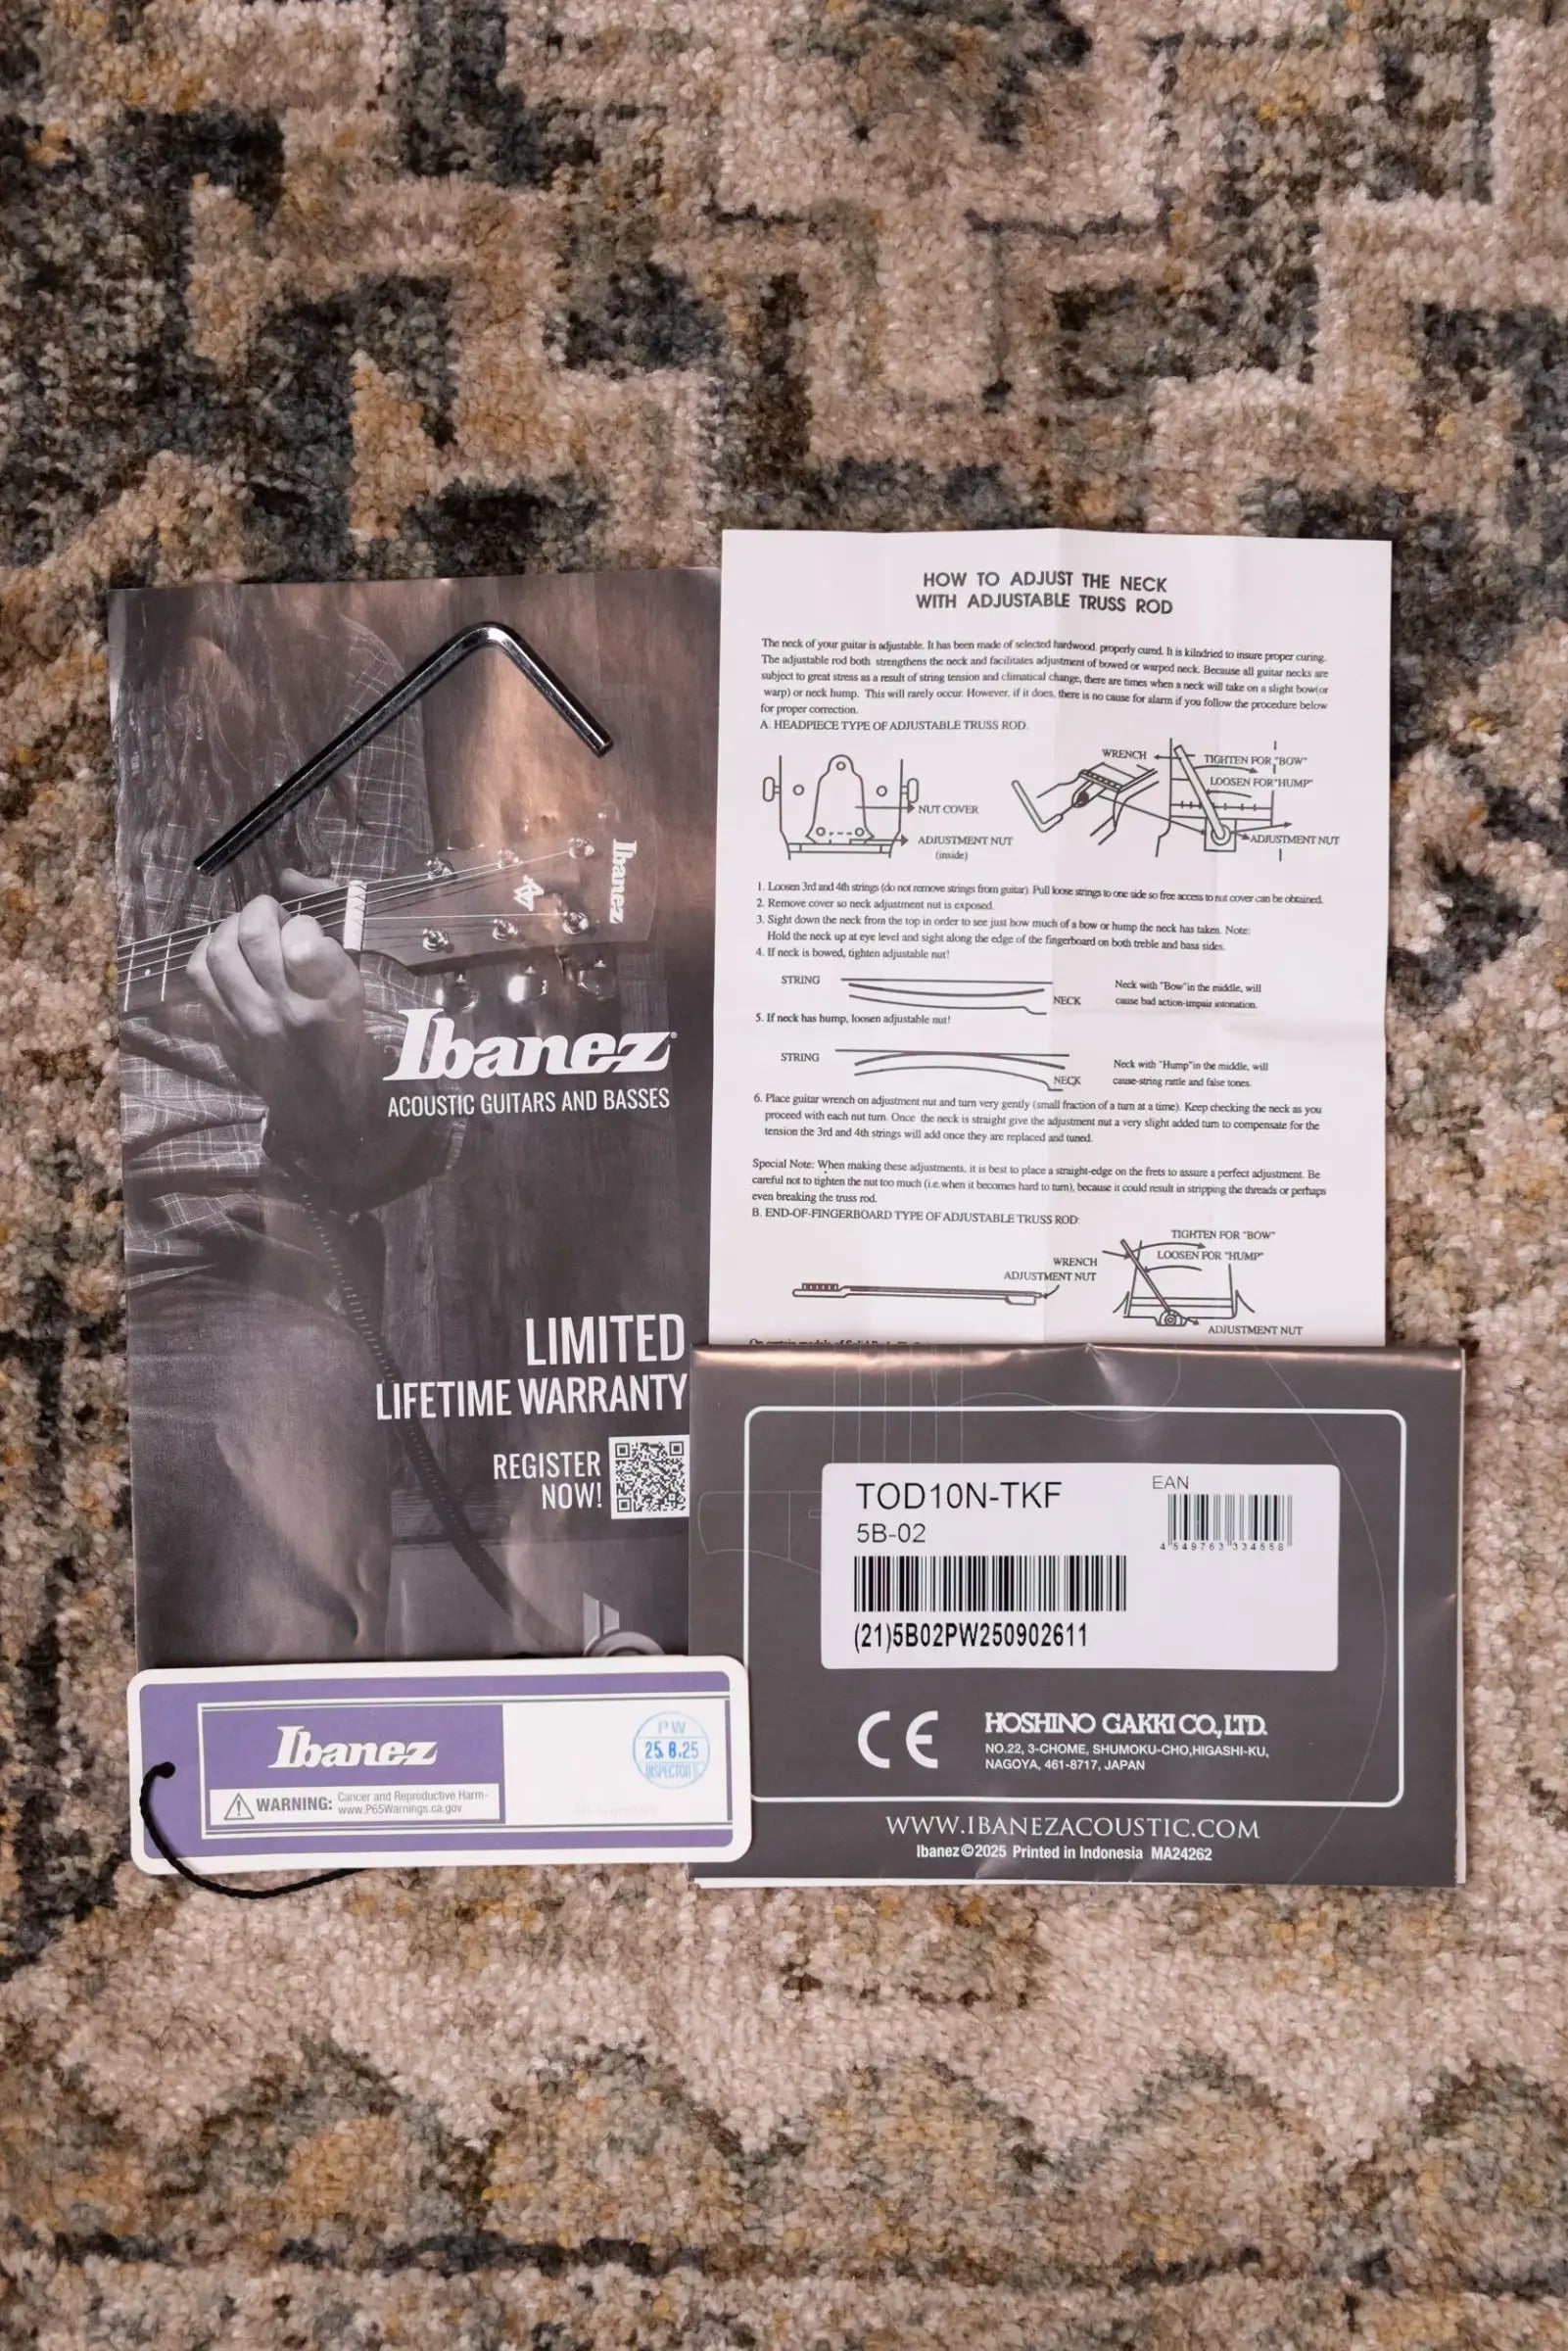 HOW TO ADJUST THE NECK
WITH ADJUSTABLE TRUSS ROD
The neck of your guitar is adjustable. It has been made of selected hardwood, properly cured. It is kilndried to insure proper curing.
The adjustable rod both strengthens the neck and facilitates adjustment of bowed or warped neck. Because all guitar necks are
subject to great stress as a result of string tension and climatical change, there are times when a neck will take on a slight bow(or
warp) or neck hump. This will rarely occur. However, if it does, there is no cause for alarm if you follow the procedure below
for proper correction.
A. HEADPIECE TYPE OF ADJUSTABLE TRUSS ROD.
NUT COVER
ADJUSTMENT NUT
(inside)
WRENCH
TIGHTEN FOR "BOW"
LOOSEN FOR "HUMP"
ADJUSTMENT NUT
1. Loosen 3rd and 4th strings (do not remove strings from guitar). Pull loose strings to one side so free access to nut cover can be obtained.
2. Remove cover so neck adjustment nut is exposed.
3. Sight down the neck from the top in order to see just how much of a bow or hump the neck has taken. Note:
Hold the neck up at eye level and sight along the edge of the fingerboard on both treble and bass sides.
4. If neck is bowed, tighten adjustable nut!
STRING
NECK
Neck with "Bow"in the middle, will
cause bad action-impair intonation.
5. If neck has hump, loosen adjustable nut!
STRING
NECK
Neck with "Hump"in the middle, will
cause-string rattle and false tones.
6. Place guitar wrench on adjustment nut and turn very gently (small fraction of a turn at a time). Keep checking the neck as you
proceed with each nut turn. Once the neck is straight give the adjustment nut a very slight added turn to compensate for the
tension the 3rd and 4th strings will add once they are replaced and tuned.
Special Note: When making these adjustments, it is best to place a straight-edge on the frets to assure a perfect adjustment. Be
careful not to tighten the nut too much (i.e.when it becomes hard to turn), because it could result in stripping the threads or perhaps
even breaking the truss rod.
B. END-OF-FINGERBOARD TYPE OF ADJUSTABLE TRUSS ROD:
WRENCH
ADJUSTMENT NUT
TIGHTEN FOR "BOW"
LOOSEN FOR "HUMP"
ADJUSTMENT NUT
Ibanez
Ibanez
ACOUSTIC GUITARS AND BASSES
LIMITED
LIFETIME WARRANTY
REGISTER
NOW!
TOD10N-TKF
5B-02
EAN
4 549763 334558
(21)5B02PW250902611
CE
HOSHINO GAKKI CO., LTD.
NO.22, 3-CHOME, SHUMOKU-CHO,HIGASHI-KU,
NAGOYA, 461-8717, JAPAN
WWW.IBANEZACOUSTIC.COM
Ibanez©2025 Printed in Indonesia MA24262
Ibanez
WARNING: Cancer and Reproductive Harm-
www.P65Warnings.ca.gov
PW
25.8.25
INSPECTOR